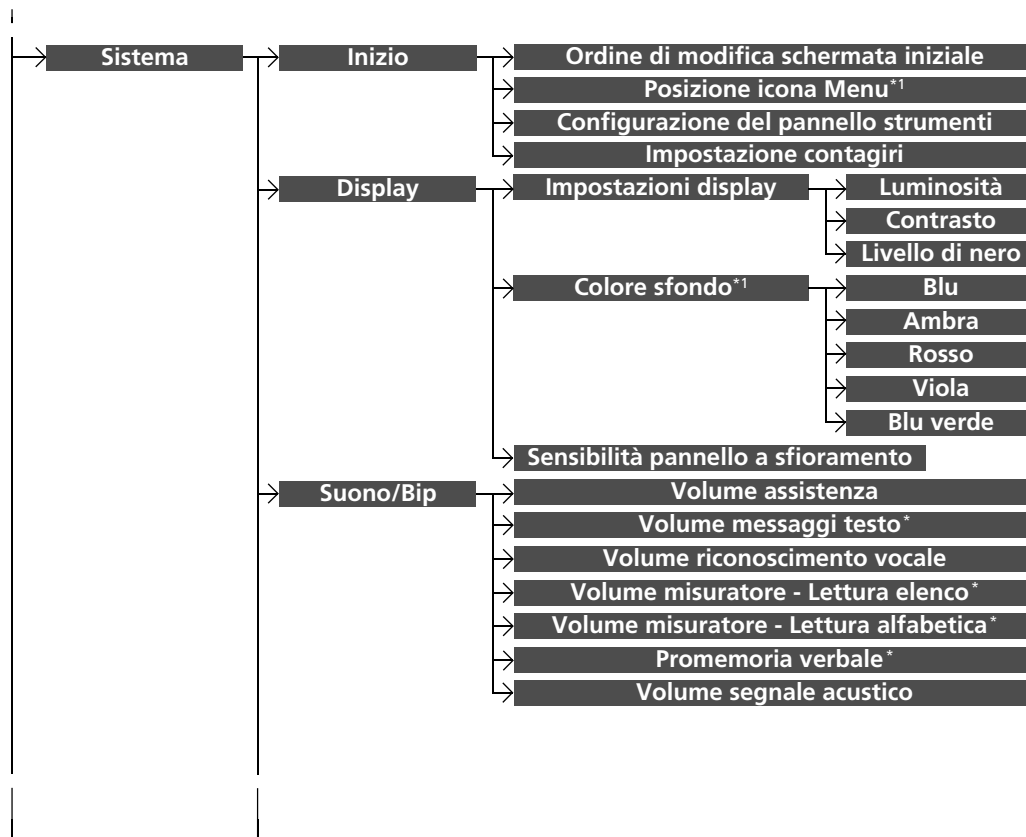 Sistema
Inizio
Ordine di modifica schermata iniziale
Posizione icona Menu*1
Configurazione del pannello strumenti
Impostazione contagiri
Display
Impostazioni display
Luminosità
Contrasto
Livello di nero
Colore sfondo*1
Blu
Ambra
Rosso
Viola
Blu verde
Sensibilità pannello a sfioramento
Suono/Bip
Volume assistenza
Volume messaggi testo*
Volume riconoscimento vocale
Volume misuratore - Lettura elenco*
Volume misuratore - Lettura alfabetica*
Promemoria verbale*
Volume segnale acustico